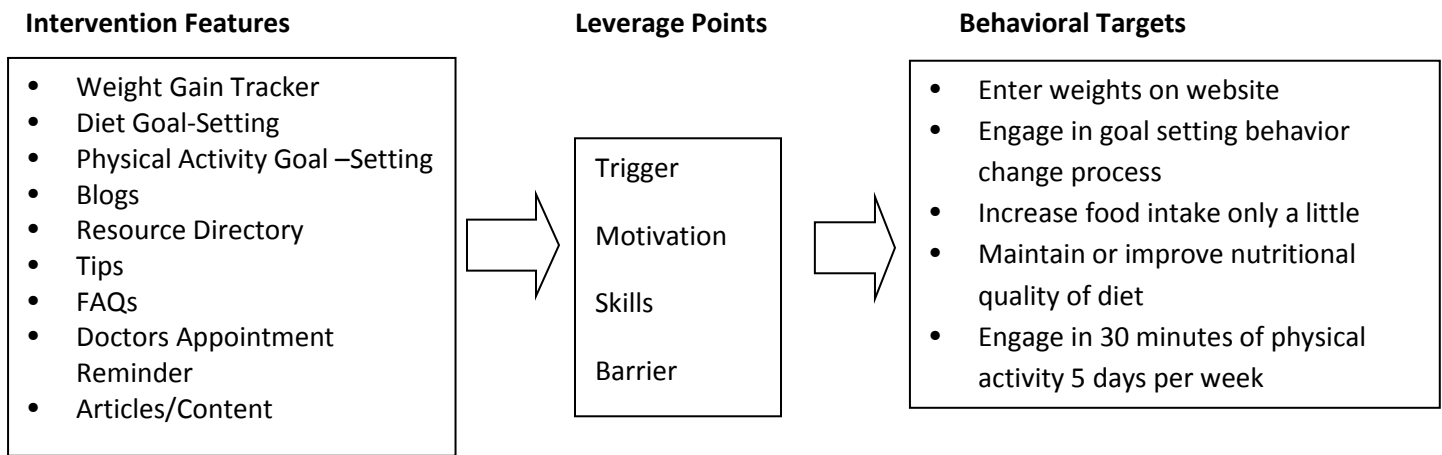 Intervention Features
• Weight Gain Tracker
• Diet Goal-Setting
• Physical Activity Goal –Setting
• Blogs
• Resource Directory
• Tips
• FAQs
• Doctors Appointment
Reminder
• Articles/Content
Leverage Points
Trigger
Motivation
Skills
Barrier
Behavioral Targets
• Enter weights on website
• Engage in goal setting behavior
change process
• Increase food intake only a little
• Maintain or improve nutritional
quality of diet
• Engage in 30 minutes of physical
activity 5 days per week